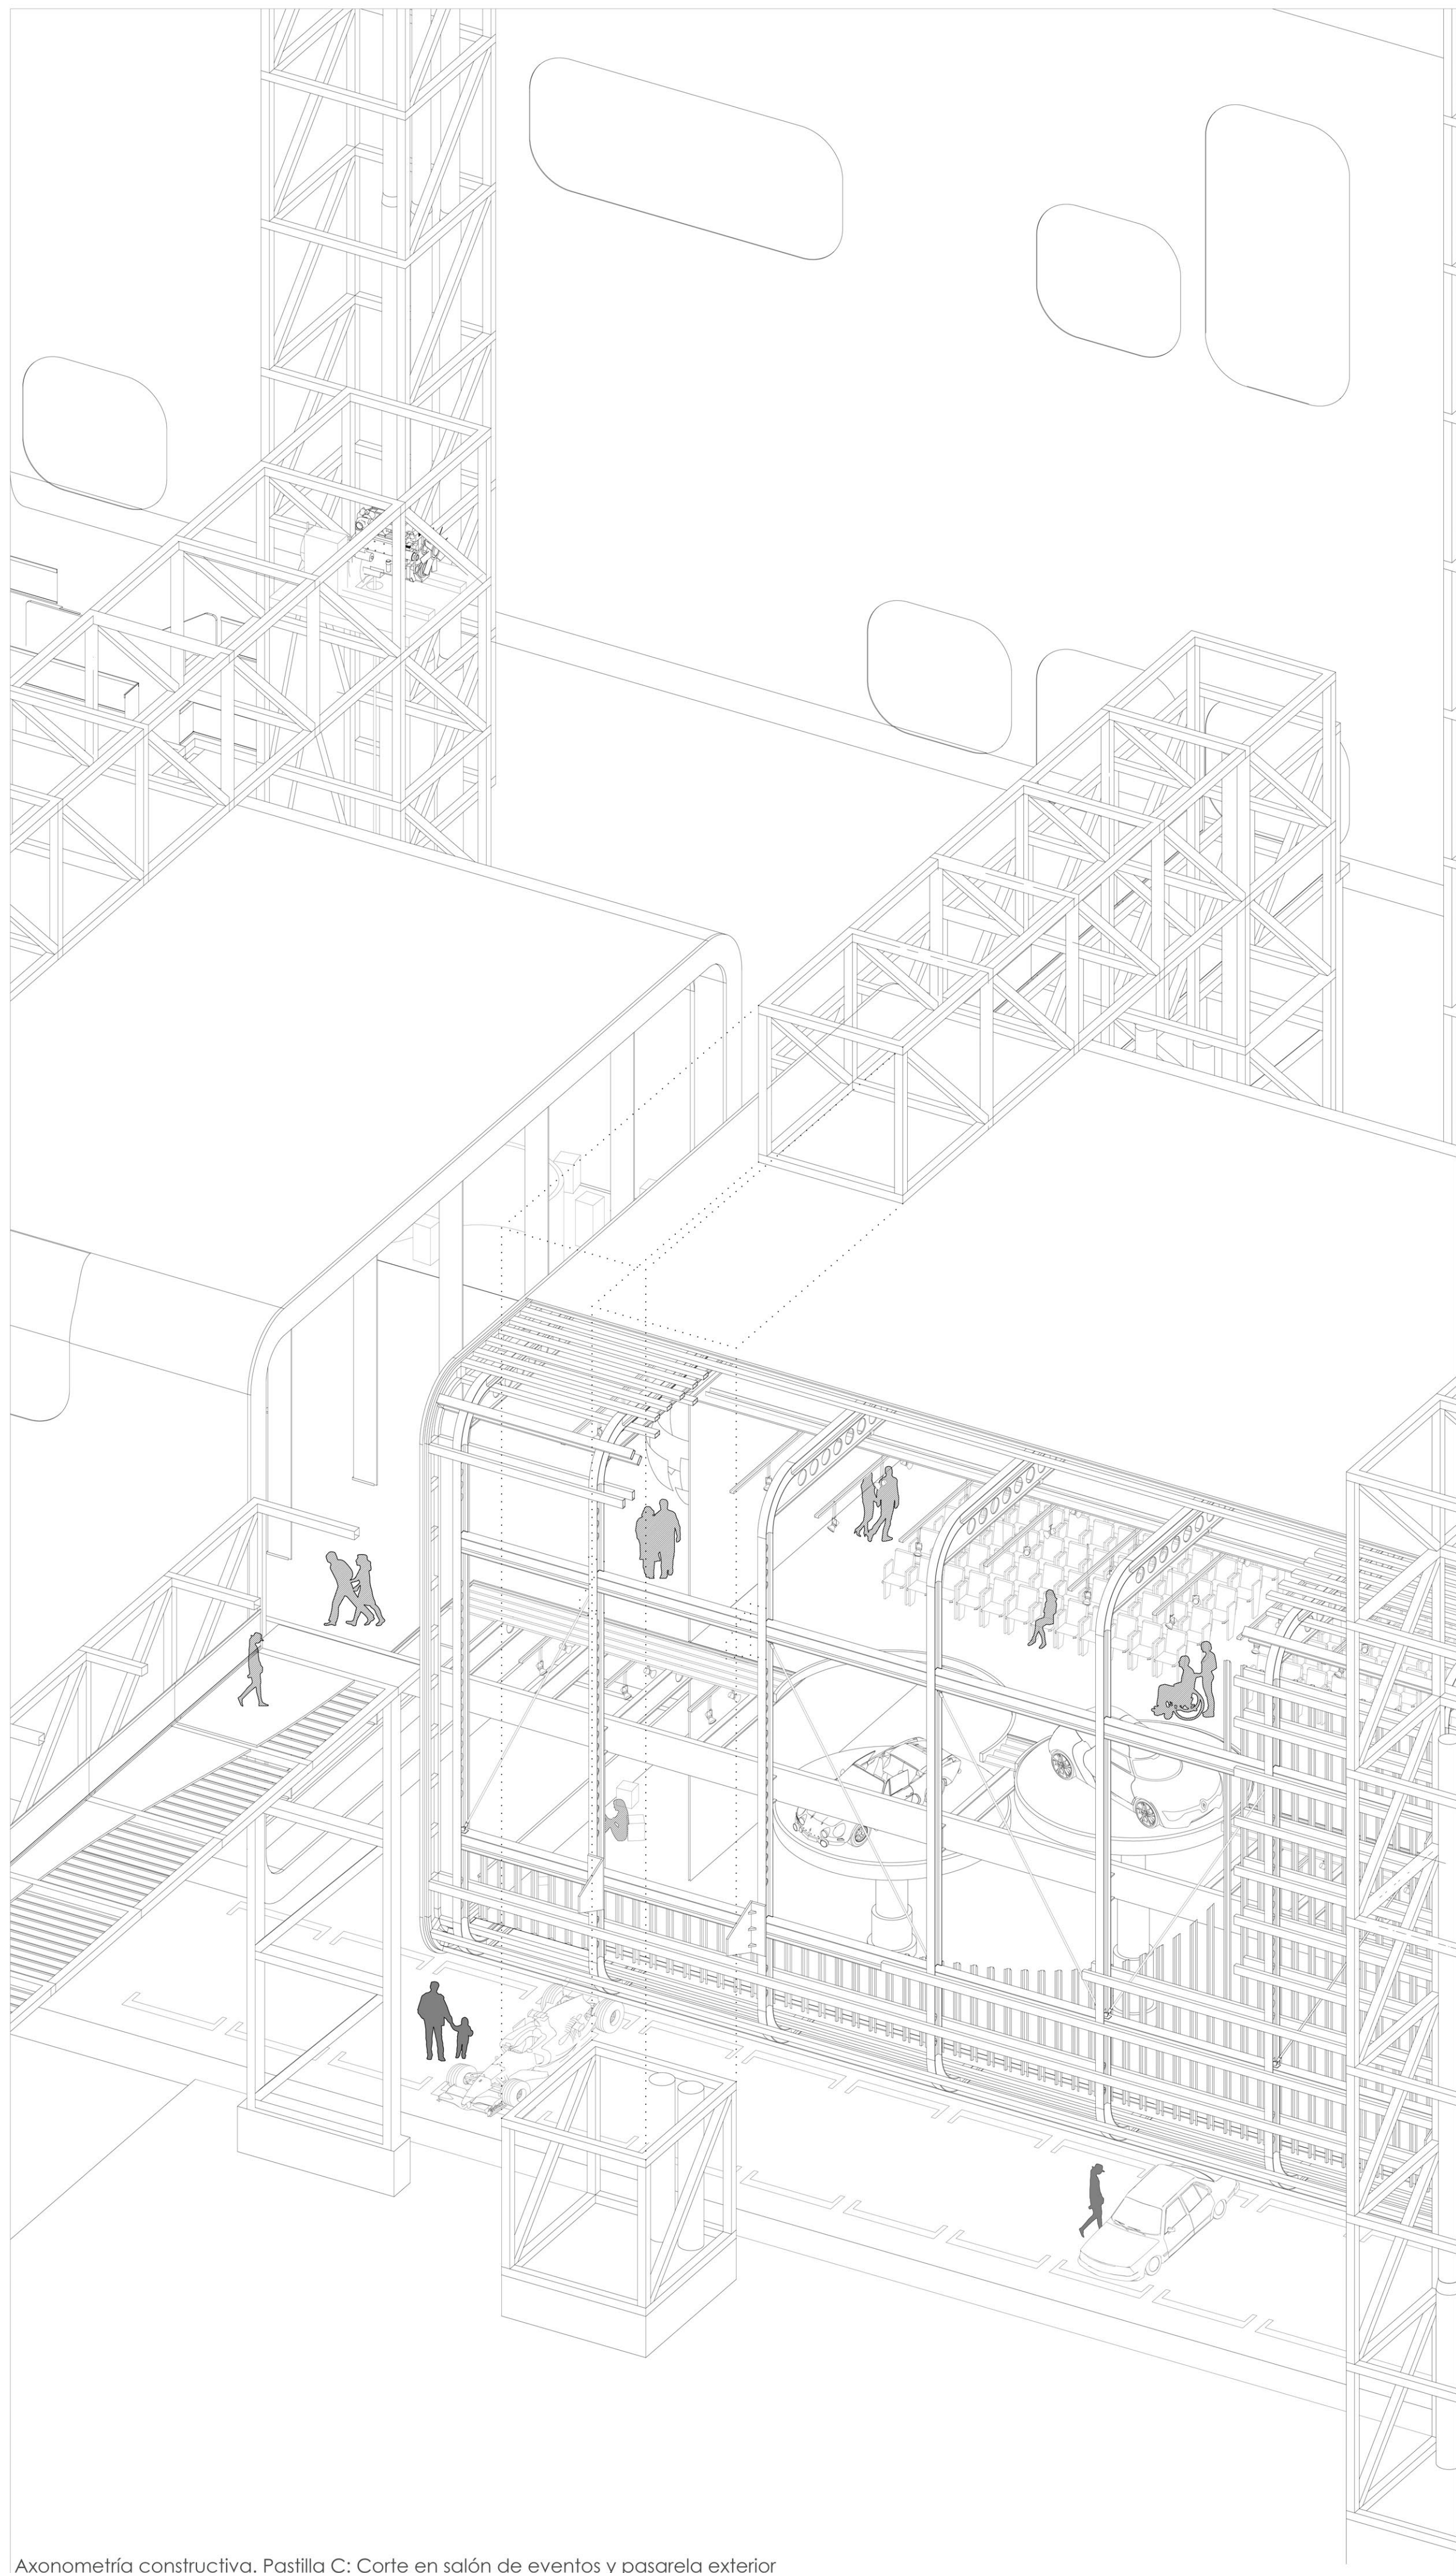 Axonometría constructiva. Pastilla C: Corte en salón de eventos y pasarela exterior